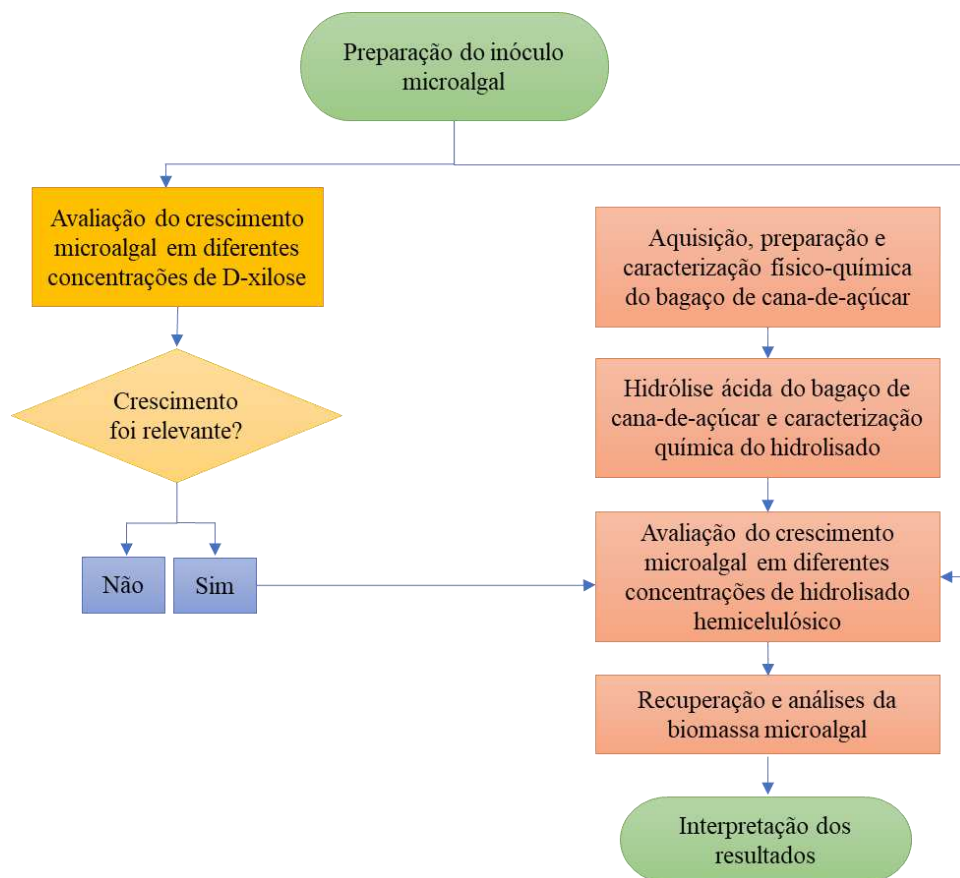 Preparação do inóculo
microalgal
Avaliação do crescimento
microalgal em diferentes
concentrações de D-xilose
Crescimento
foi relevante?
Não
Sim
Aquisição, preparação e
caracterização físico-química
do bagaço de cana-de-açúcar
Hidrólise ácida do bagaço de
cana-de-açúcar e caracterização
química do hidrolisado
Avaliação do crescimento
microalgal em diferentes
concentrações de hidrolisado
hemicelulósico
Recuperação e análises da
biomassa microalgal
Interpretação dos
resultados